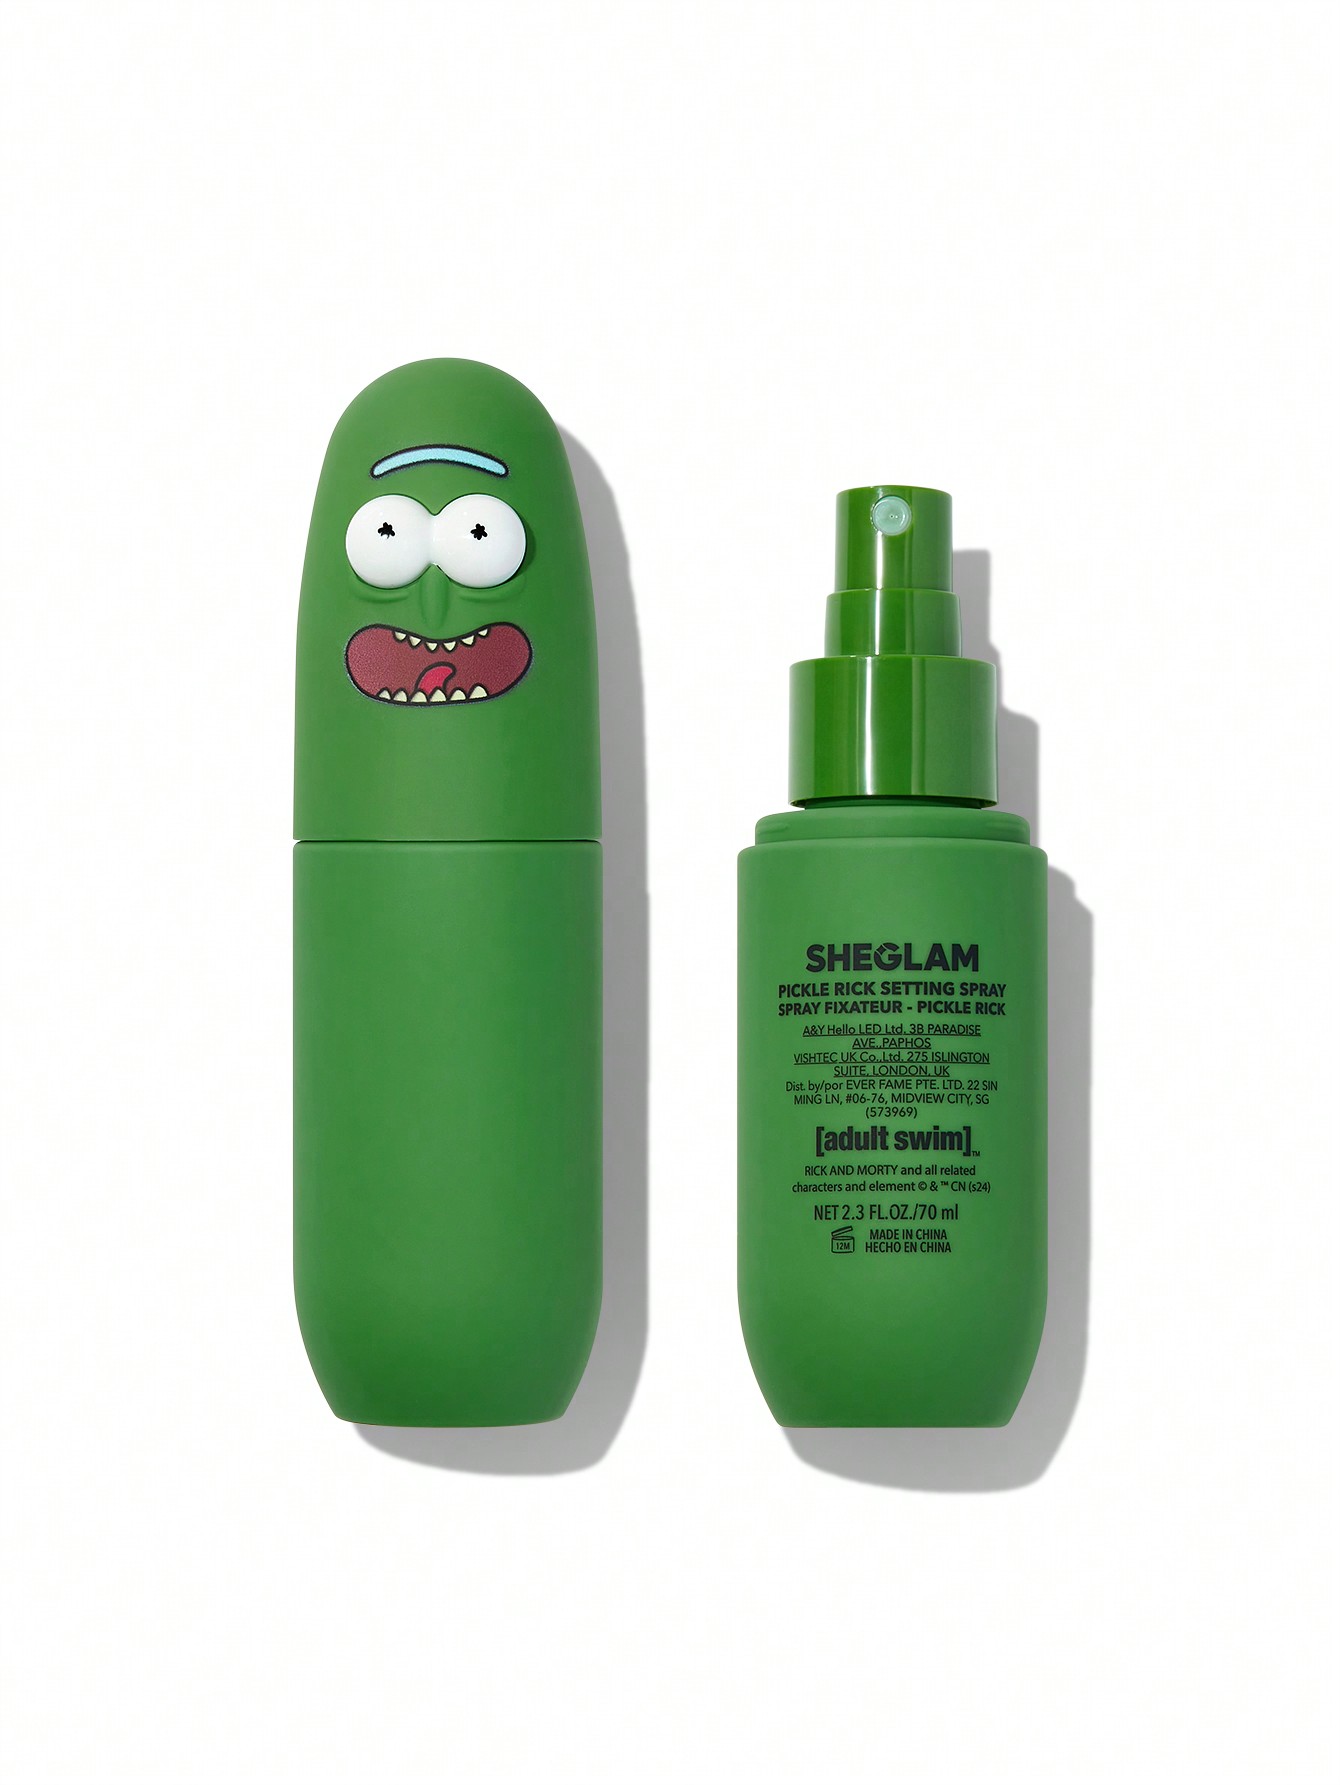 SHEGLAM
PICKLE RICK SETTING SPRAY
SPRAY FIXATEUR - PICKLE RICK
A&Y Hello LED Ltd. 3B PARADISE
AVE.,PAPHOS
VISHTEC UK Co.,Ltd. 275 ISLINGTON
SUITE, LONDON, UK
Dist. by/por EVER FAME PTE. LTD. 22 SIN
MING LN, #06-76, MIDVIEW CITY, SG
(573969)
[adult swim]™
RICK AND MORTY and all related
characters and element © & ™ CN (s24)
NET 2.3 FL.OZ./70 ml
12M
MADE IN CHINA
HECHO EN CHINA